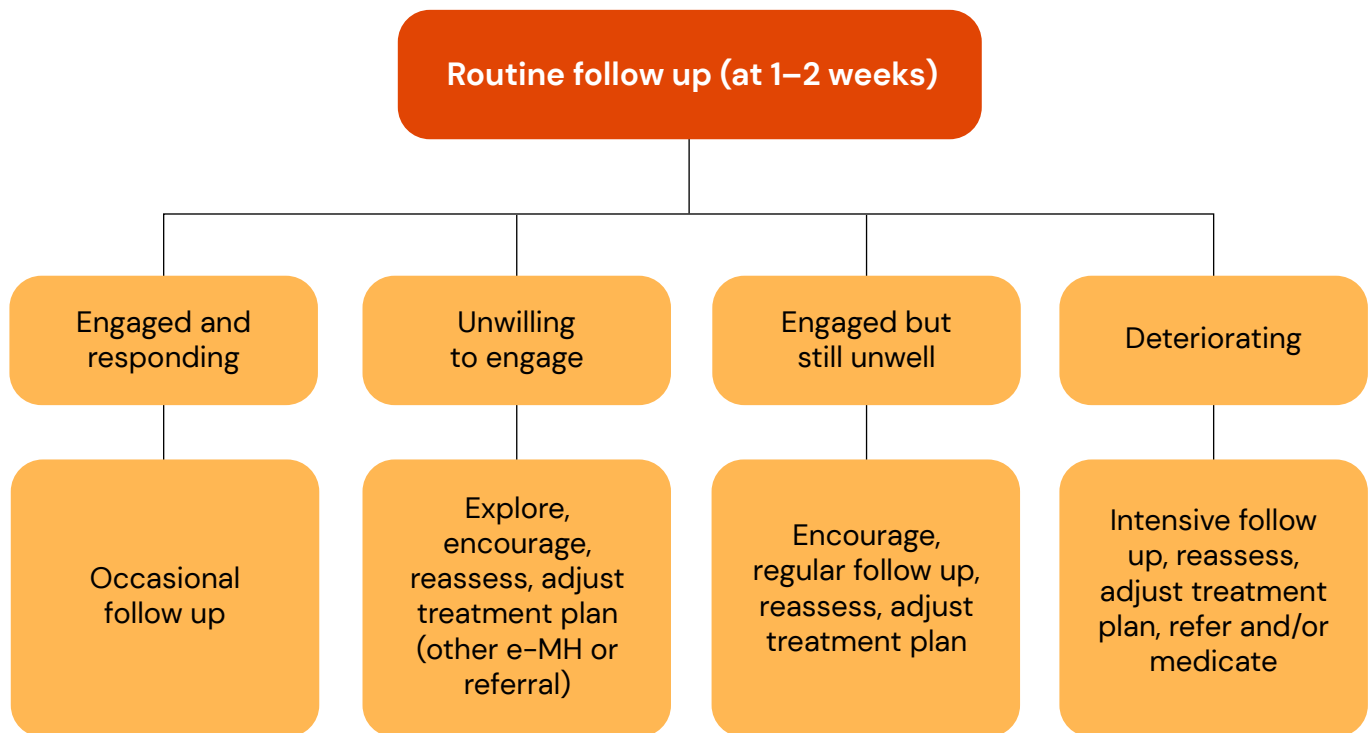 Routine follow up (at 1–2 weeks)
Engaged and
responding
Unwilling
to engage
Engaged but
still unwell
Deteriorating
Occasional
follow up
Explore,
encourage,
reassess, adjust
treatment plan
(other e-MH or
referral)
Encourage,
regular follow up,
reassess, adjust
treatment plan
Intensive follow
up, reassess,
adjust treatment
plan, refer and/or
medicate